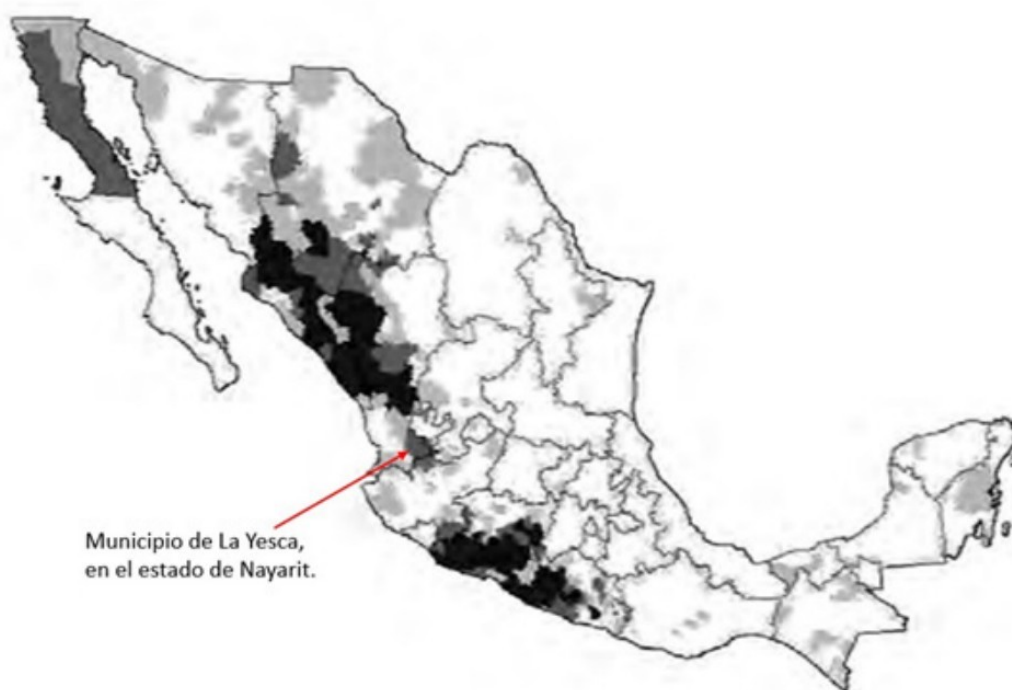 Municipio de La Yesca,
en el estado de Nayarit.